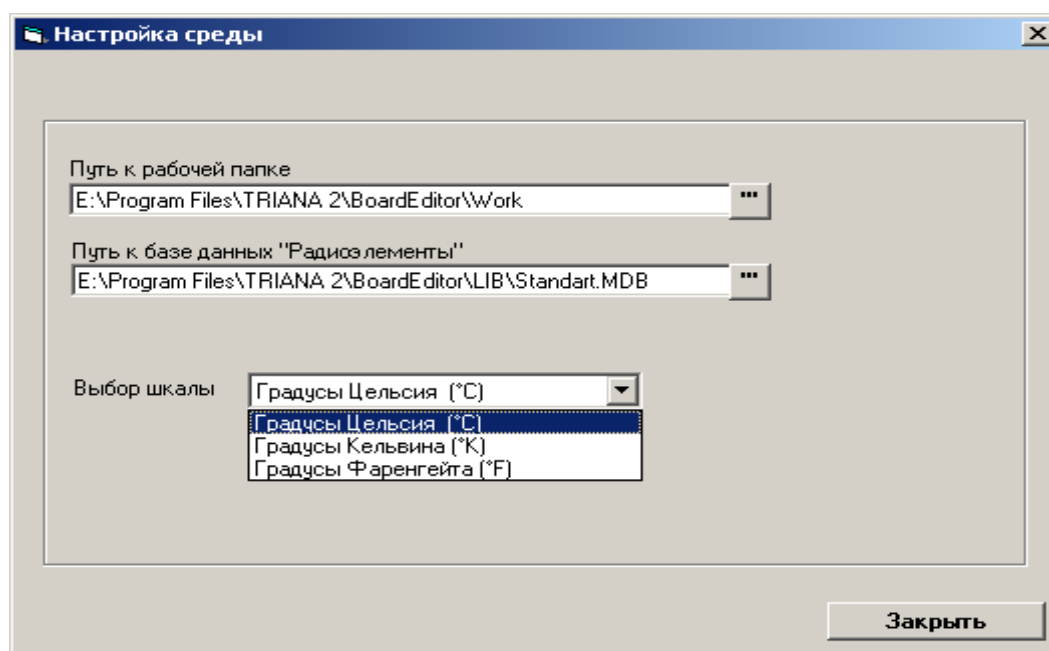 Настройка среды
Путь к рабочей папке
E:\Program Files\TRIANA 2\BoardEditor\Work
...
Путь к базе данных "Радиоэлементы"
E:\Program Files\TRIANA 2\BoardEditor\LIB\Standart.MDB
...
Выбор шкалы Градусы Цельсия (°C)
Градусы Цельсия (°C)
Градусы Кельвина (°K)
Градусы Фаренгейта (°F)
Закрыть